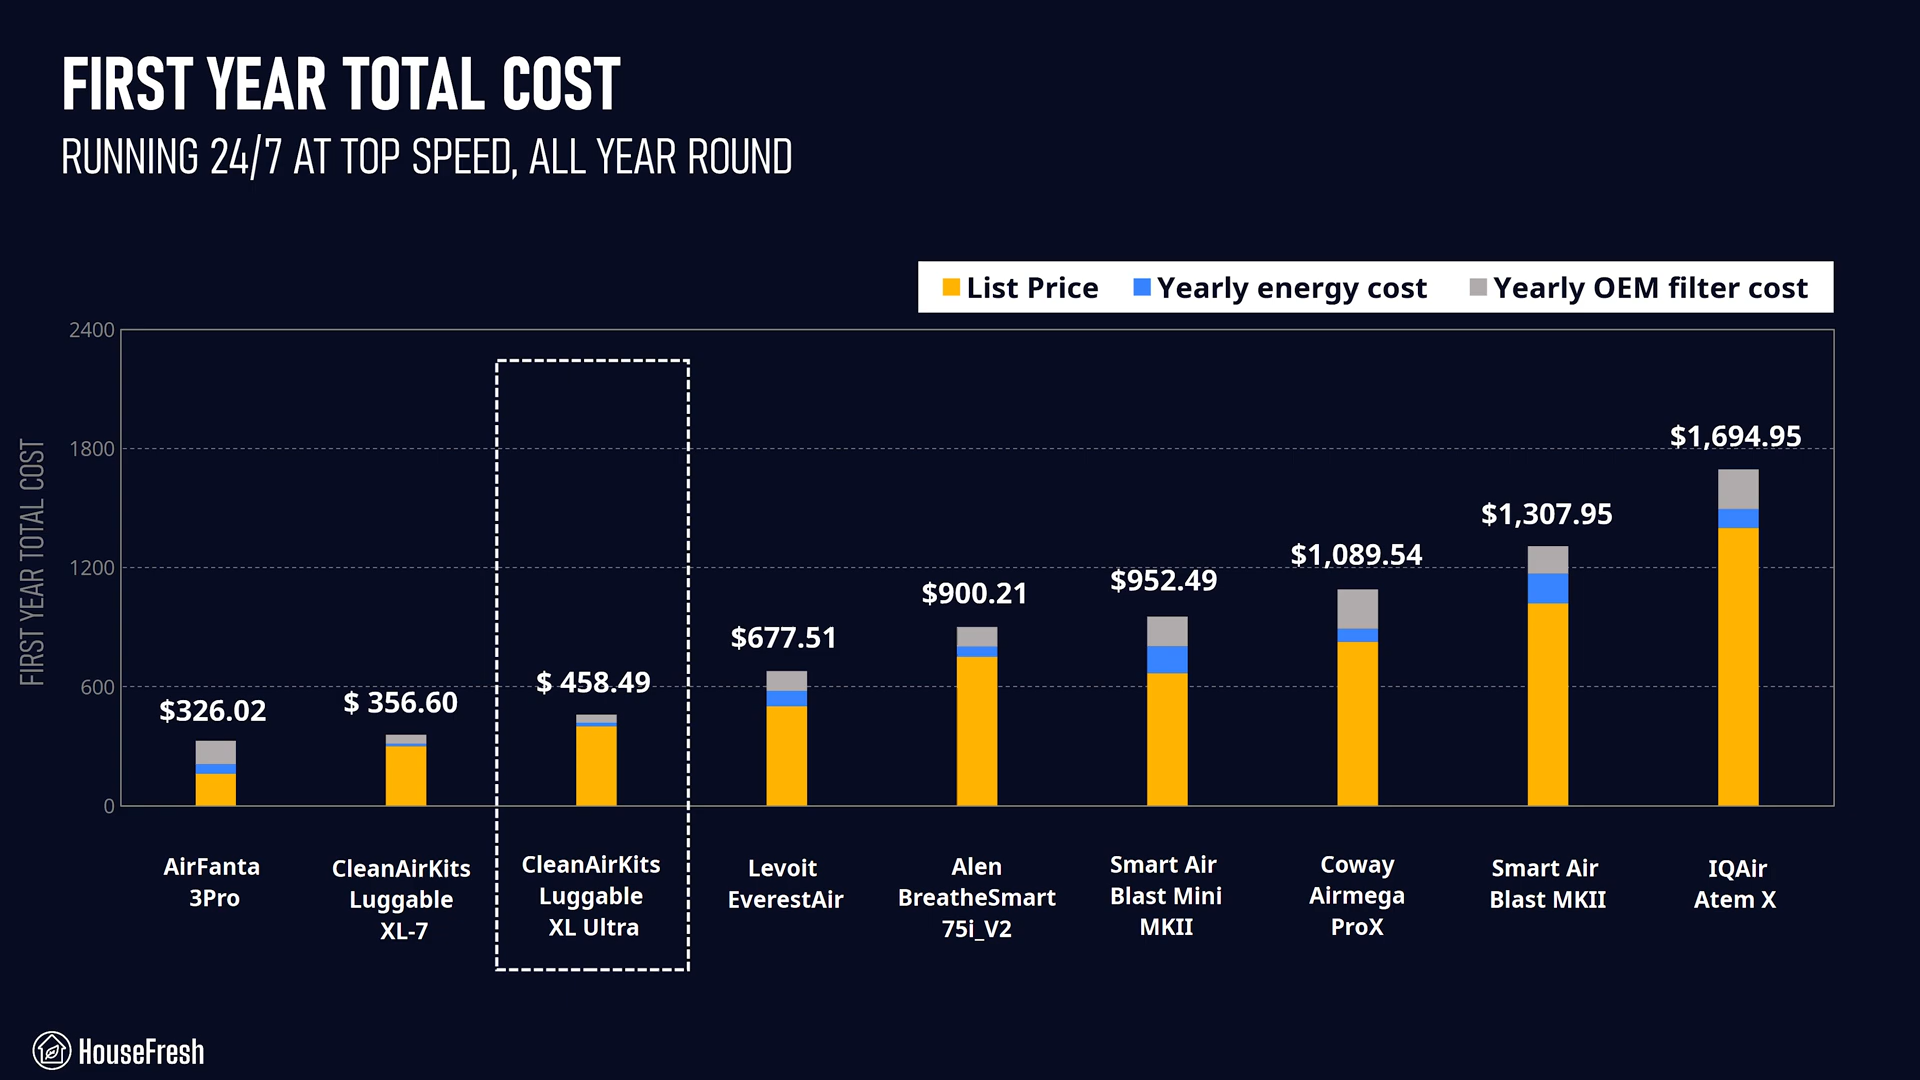 FIRST YEAR TOTAL COST
RUNNING 24/7 AT TOP SPEED, ALL YEAR ROUND
List Price
Yearly energy cost
Yearly OEM filter cost
FIRST YEAR TOTAL COST
2400
1800
1200
600
0
$326.02
$ 356.60
$ 458.49
$677.51
$900.21
$952.49
$1,089.54
$1,307.95
$1,694.95
AirFanta
3Pro
CleanAirKits
Luggable
XL-7
CleanAirKits
Luggable
XL Ultra
Levoit
EverestAir
Alen
BreatheSmart
75i_V2
Smart Air
Blast Mini
MKII
Coway
Airmega
ProX
Smart Air
Blast MKII
IQAir
Atem X
HouseFresh